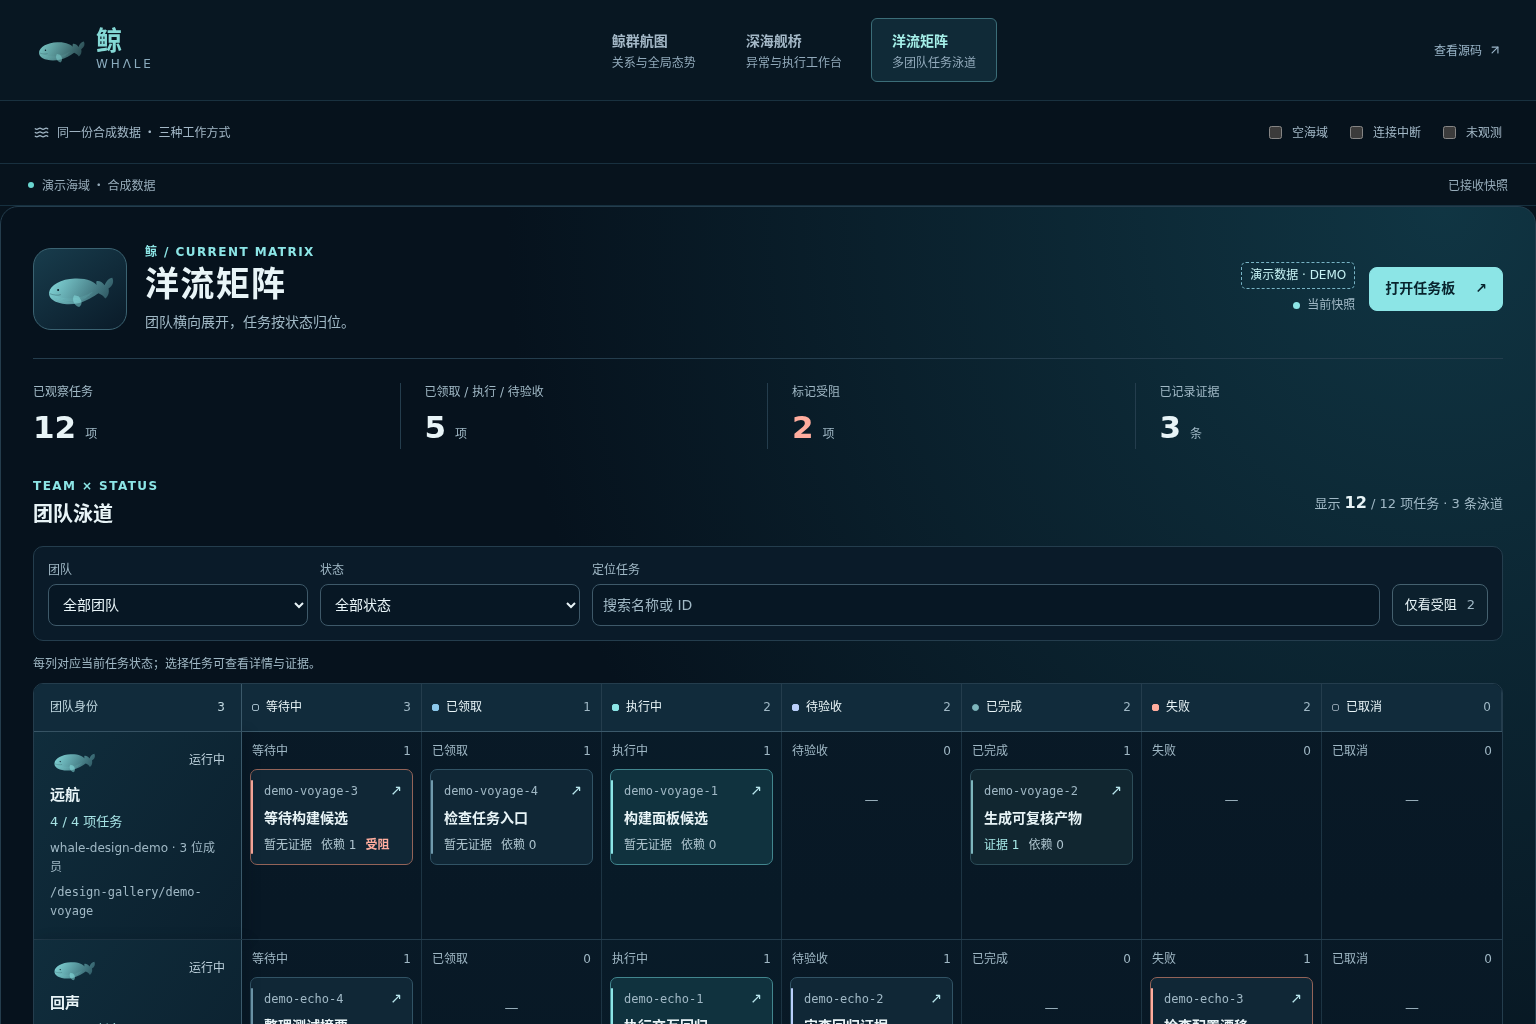 鲸
WHΛLE
鲸群航图
关系与全局态势
深海舰桥
异常与执行工作台
洋流矩阵
多团队任务泳道
查看源码
同一份合成数据 • 三种工作方式
空海域
连接中断
未观测
演示海域 • 合成数据
已接收快照
鲸 / CURRENT MATRIX
洋流矩阵
团队横向展开，任务按状态归位。
演示数据 · DEMO
当前快照
打开任务板 ↗
已观察任务
12 项
已领取 / 执行 / 待验收
5 项
标记受阻
2 项
已记录证据
3 条
TEAM × STATUS
团队泳道
显示 12 / 12 项任务 · 3 条泳道
团队
全部团队
状态
全部状态
定位任务
搜索名称或 ID
仅看受阻 2
每列对应当前任务状态；选择任务可查看详情与证据。
团队身份 3
等待中 3
已领取 1
执行中 2
待验收 2
已完成 2
失败 2
已取消 0
运行中
远航
4 / 4 项任务
whale-design-demo · 3 位成
员
/design-gallery/demo-
voyage
等待中 1
demo-voyage-3 ↗
等待构建候选
暂无证据 依赖 1 受阻
已领取 1
demo-voyage-4 ↗
检查任务入口
暂无证据 依赖 0
执行中 1
demo-voyage-1 ↗
构建面板候选
暂无证据 依赖 0
待验收 0
—
已完成 1
demo-voyage-2 ↗
生成可复核产物
证据 1 依赖 0
失败 0
—
已取消 0
—
运行中
回声
等待中 1
demo-echo-4 ↗
已领取 0
—
执行中 1
demo-echo-1 ↗
待验收 1
demo-echo-2 ↗
已完成 0
—
失败 1
demo-echo-3 ↗
已取消 0
—